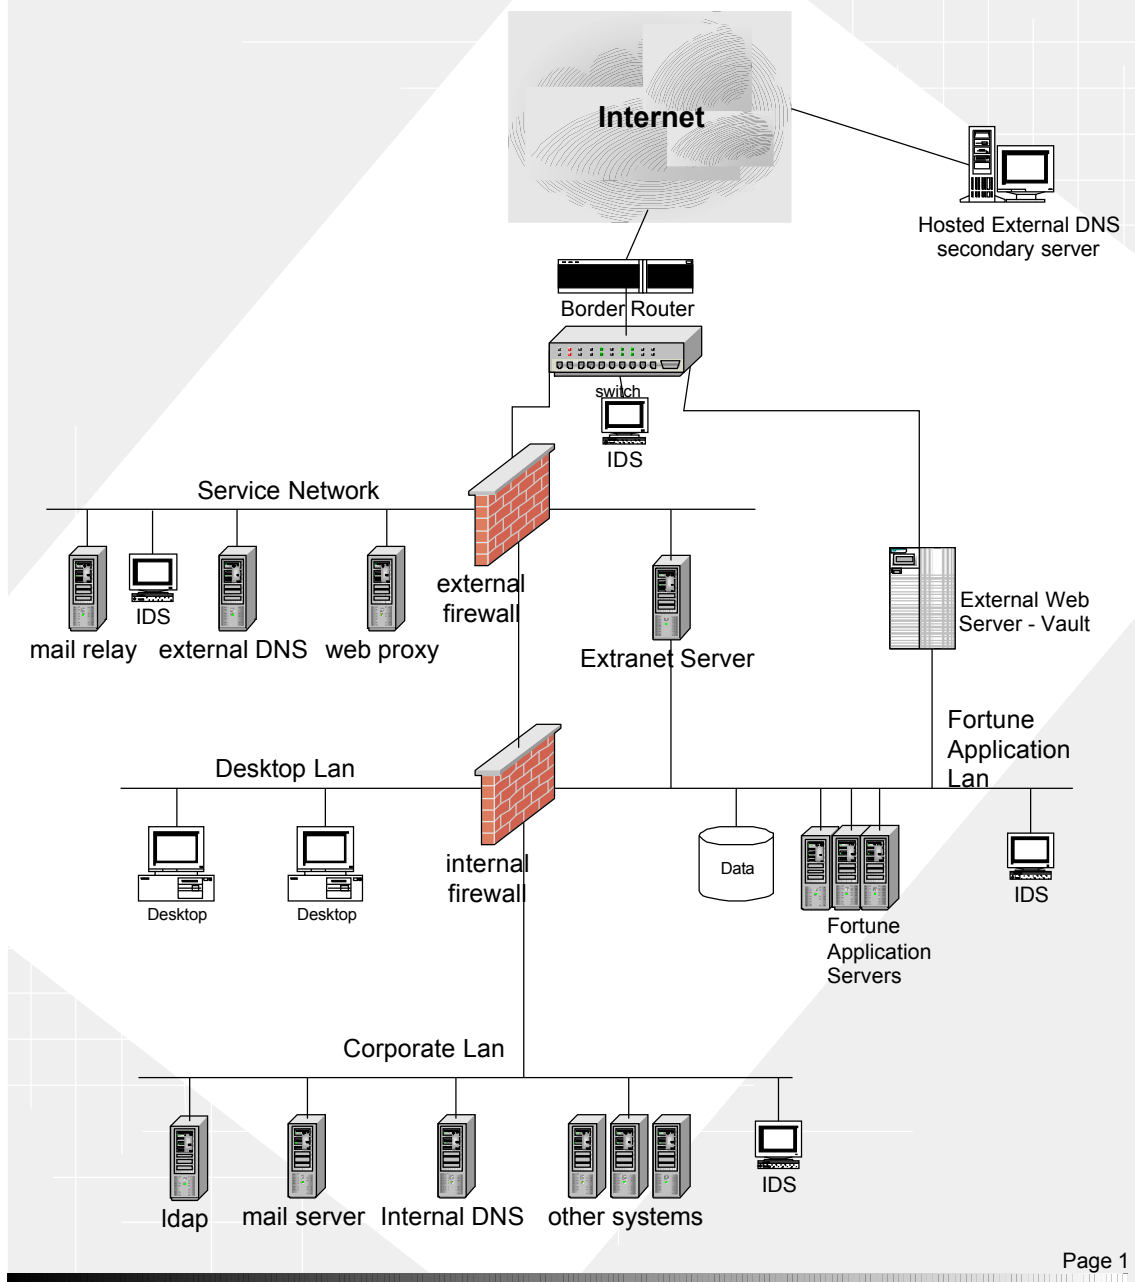 Internet
Hosted External DNS
secondary server
Border Router
switch
IDS
Service Network
external
firewall
mail relay
IDS
external DNS
web proxy
Extranet Server
External Web
Server - Vault
Fortune
Application
Lan
Desktop Lan
internal
firewall
Desktop
Desktop
Data
Fortune
Application
Servers
IDS
Corporate Lan
ldap
mail server
Internal DNS
other systems
IDS
Page 1